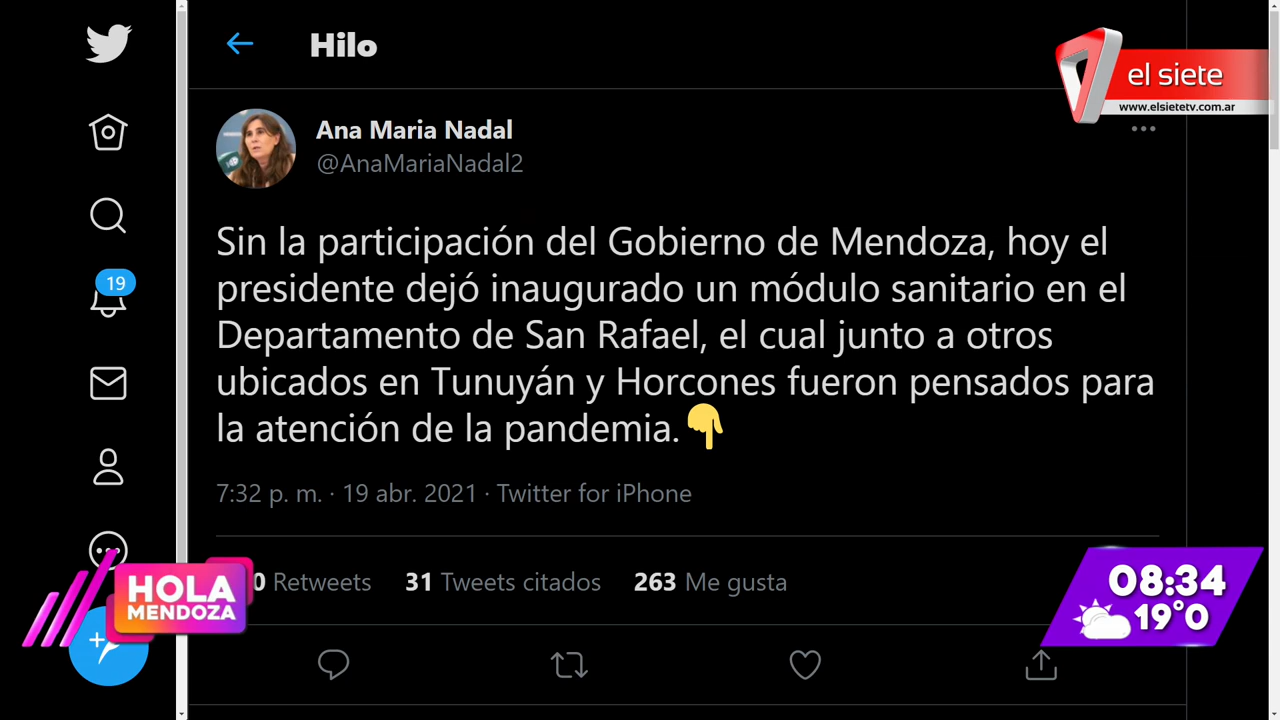 Hilo
el siete
www.elsietetv.com.ar
Ana Maria Nadal
@AnaMariaNadal2
Sin la participación del Gobierno de Mendoza, hoy el
presidente dejó inaugurado un módulo sanitario en el
Departamento de San Rafael, el cual junto a otros
ubicados en Tunuyán y Horcones fueron pensados para
la atención de la pandemia.👇
19
7:32 p. m. · 19 abr. 2021 · Twitter for iPhone
Retweets 31 Tweets citados 263 Me gusta
HOLA
MENDOZA
08:34
19°0